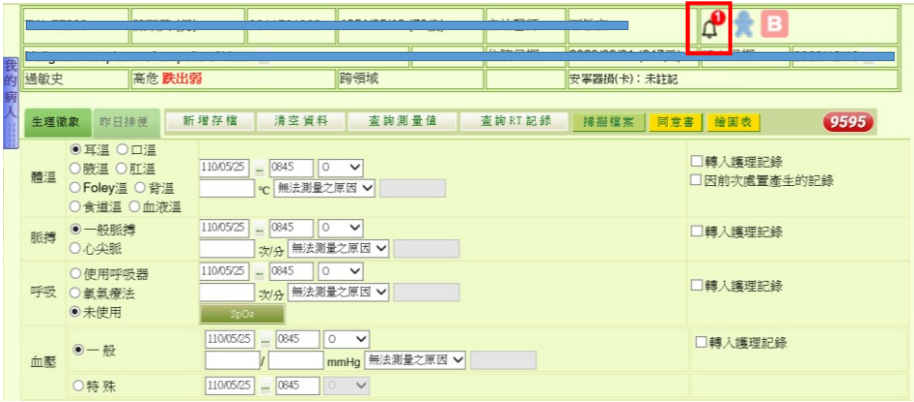 1 B
我的病人
過敏史 高危 跌出弱 跨領域 安寧器捐(卡)：未註記
生理徵象 昨日排便 新增存檔 清空資料 查詢測量值 查詢RT記錄 掃描檔案 同意書 繪圖表 9595
◉耳溫 ○口溫
○腋溫 ○肛溫 110/05/25 ... 0845 O □轉入護理記錄
體溫 ○Foley溫 ○背溫 ℃ 無法測量之原因 □因前次處置產生的記錄
○食道溫 ○血液溫
脈搏 ◉一般脈搏 110/05/25 ... 0845 O □轉入護理記錄
○心尖脈 次/分 無法測量之原因
○使用呼吸器 110/05/25 ... 0845 O
呼吸 ○氧氣療法 次/分 無法測量之原因 □轉入護理記錄
◉未使用 SpO2
血壓 ◉一般 110/05/25 ... 0845 O □轉入護理記錄
/ mmHg 無法測量之原因
○特殊 110/05/25 ... 0845 O